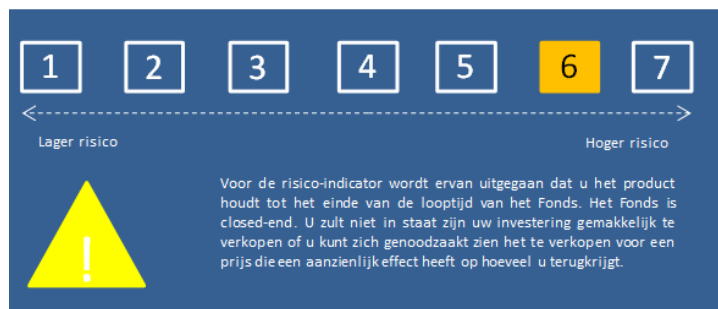 1 2 3 4 5 6 7
Lager risico Hoger risico
Voor de risico-indicator wordt ervan uitgegaan dat u het product
houdt tot het einde van de looptijd van het Fonds. Het Fonds is
closed-end. U zult niet in staat zijn uw investering gemakkelijk te
verkopen of u kunt zich genoodzaakt zien het te verkopen voor een
prijs die een aanzienlijk effect heeft op hoeveel u terugkrijgt.
!